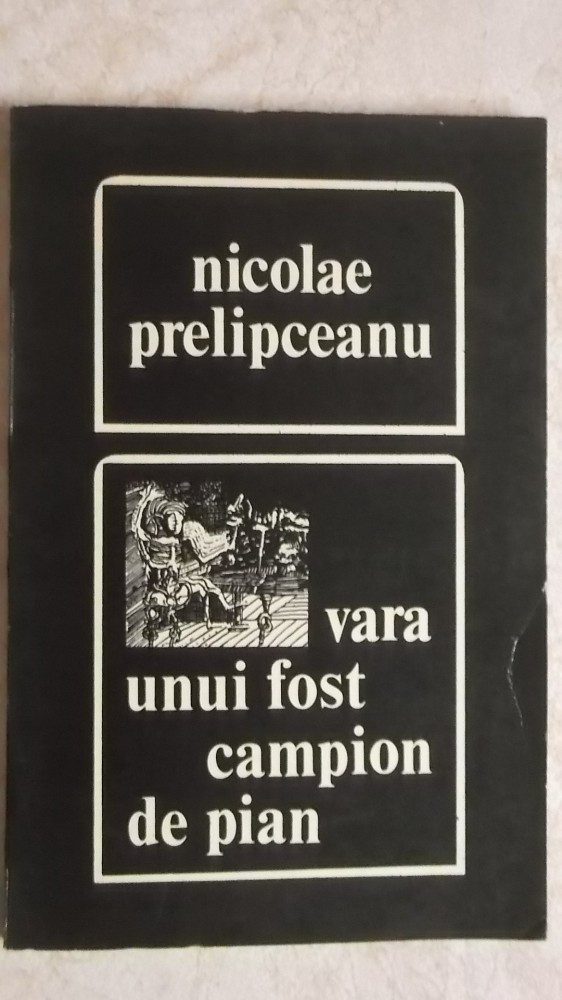 nicolae
prelipceanu
vara
unui fost
campion
de pian